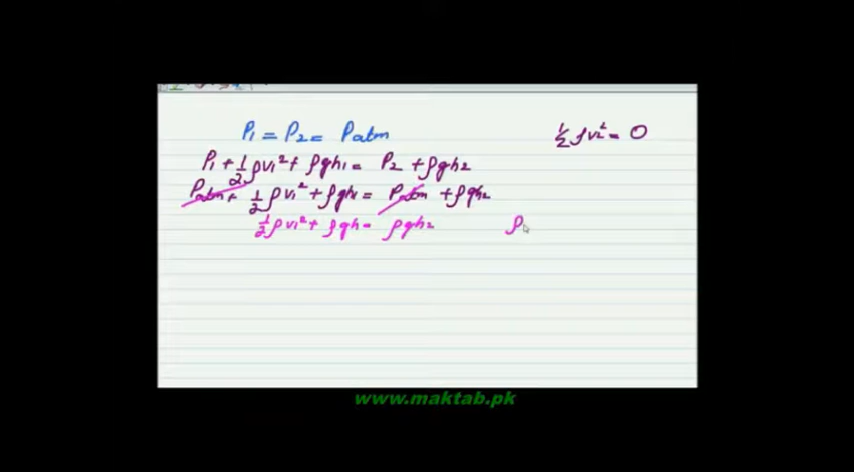 P₁ = P₂ = Patm
½ρv₂² = 0
P₁ + ½ρv₁² + ρgh₁ = P₂ + ρgh₂
Patm + ½ρv₁² + ρgh₁ = Patm + ρgh₂
½ρv₁² + ρgh = ρgh₂
ρ
www.maktab.pk